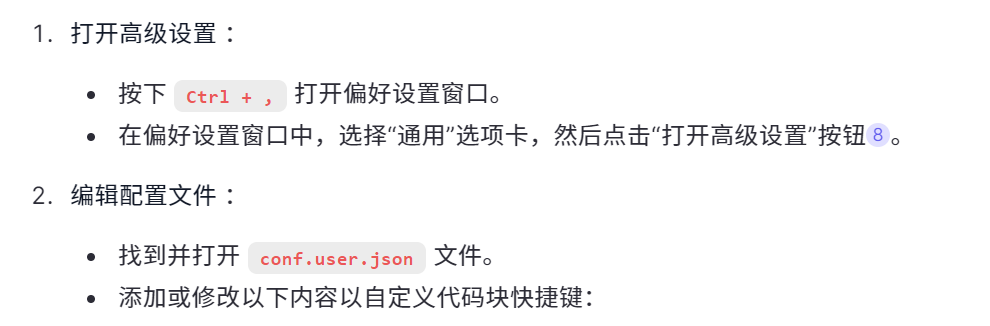 1. 打开高级设置 ：
• 按下 Ctrl + , 打开偏好设置窗口。
• 在偏好设置窗口中，选择“通用”选项卡，然后点击“打开高级设置”按钮8。
2. 编辑配置文件 ：
• 找到并打开 conf.user.json 文件。
• 添加或修改以下内容以自定义代码块快捷键：